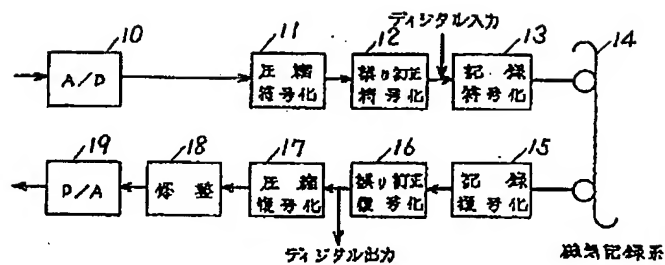 ディジタル入力
10
11
12
13
14
A/D
圧縮
符号化
誤り訂正
符号化
記録
符号化
19
18
17
16
15
D/A
修整
圧縮
復号化
誤り訂正
復号化
記録
復号化
ディジタル出力
磁気記録系